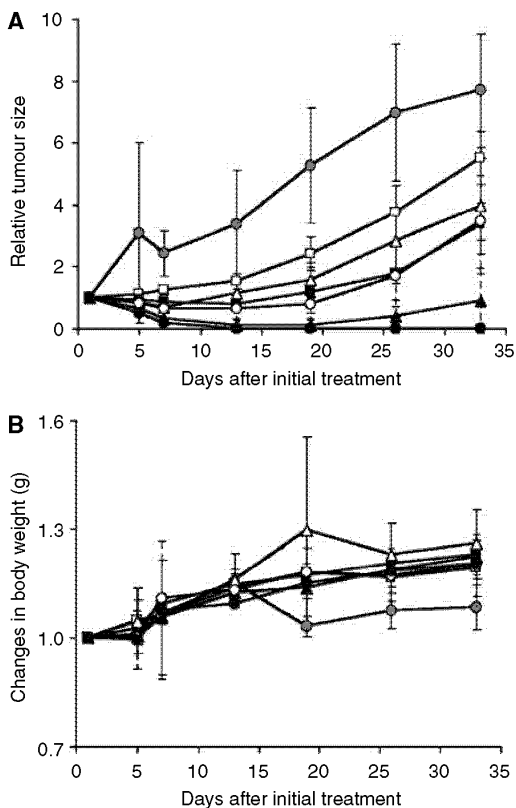 A
Relative tumour size
10
8
6
4
2
0
0 5 10 15 20 25 30 35
Days after initial treatment
B
Changes in body weight (g)
1.6
1.3
1.0
0.7
0 5 10 15 20 25 30 35
Days after initial treatment